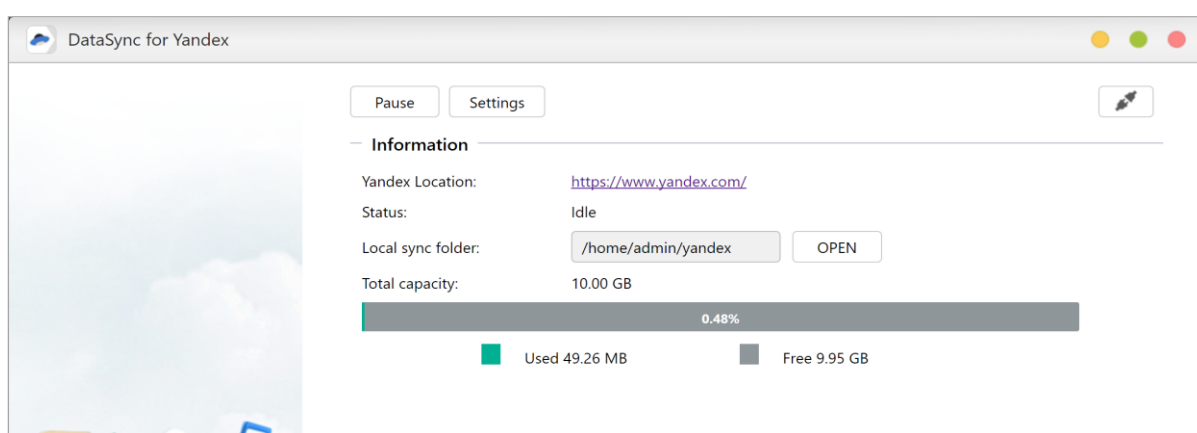 DataSync for Yandex
Pause Settings
Information
Yandex Location: https://www.yandex.com/
Status: Idle
Local sync folder: /home/admin/yandex OPEN
Total capacity: 10.00 GB
0.48%
Used 49.26 MB Free 9.95 GB